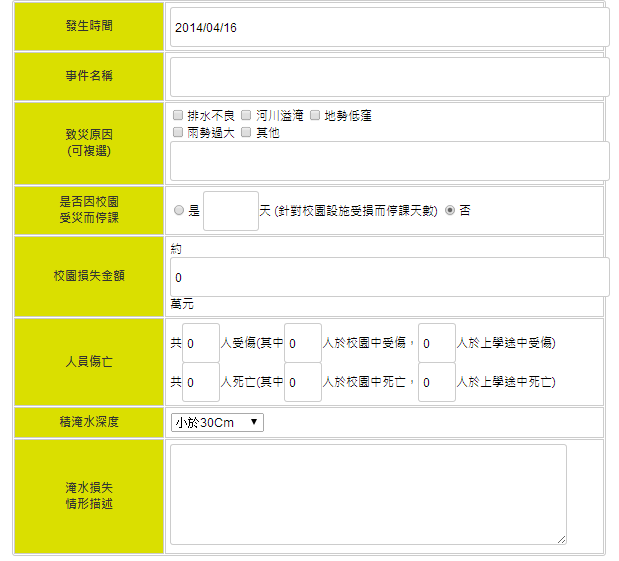 發生時間
2014/04/16
事件名稱
致災原因
(可複選)
排水不良 河川溢淹 地勢低窪
雨勢過大 其他
是否因校園
受災而停課
是 天 (針對校園設施受損而停課天數) 否
校園損失金額
約
0
萬元
人員傷亡
共 0 人受傷(其中 0 人於校園中受傷， 0 人於上學途中受傷)
共 0 人死亡(其中 0 人於校園中死亡， 0 人於上學途中死亡)
積淹水深度
小於30Cm
淹水損失
情形描述